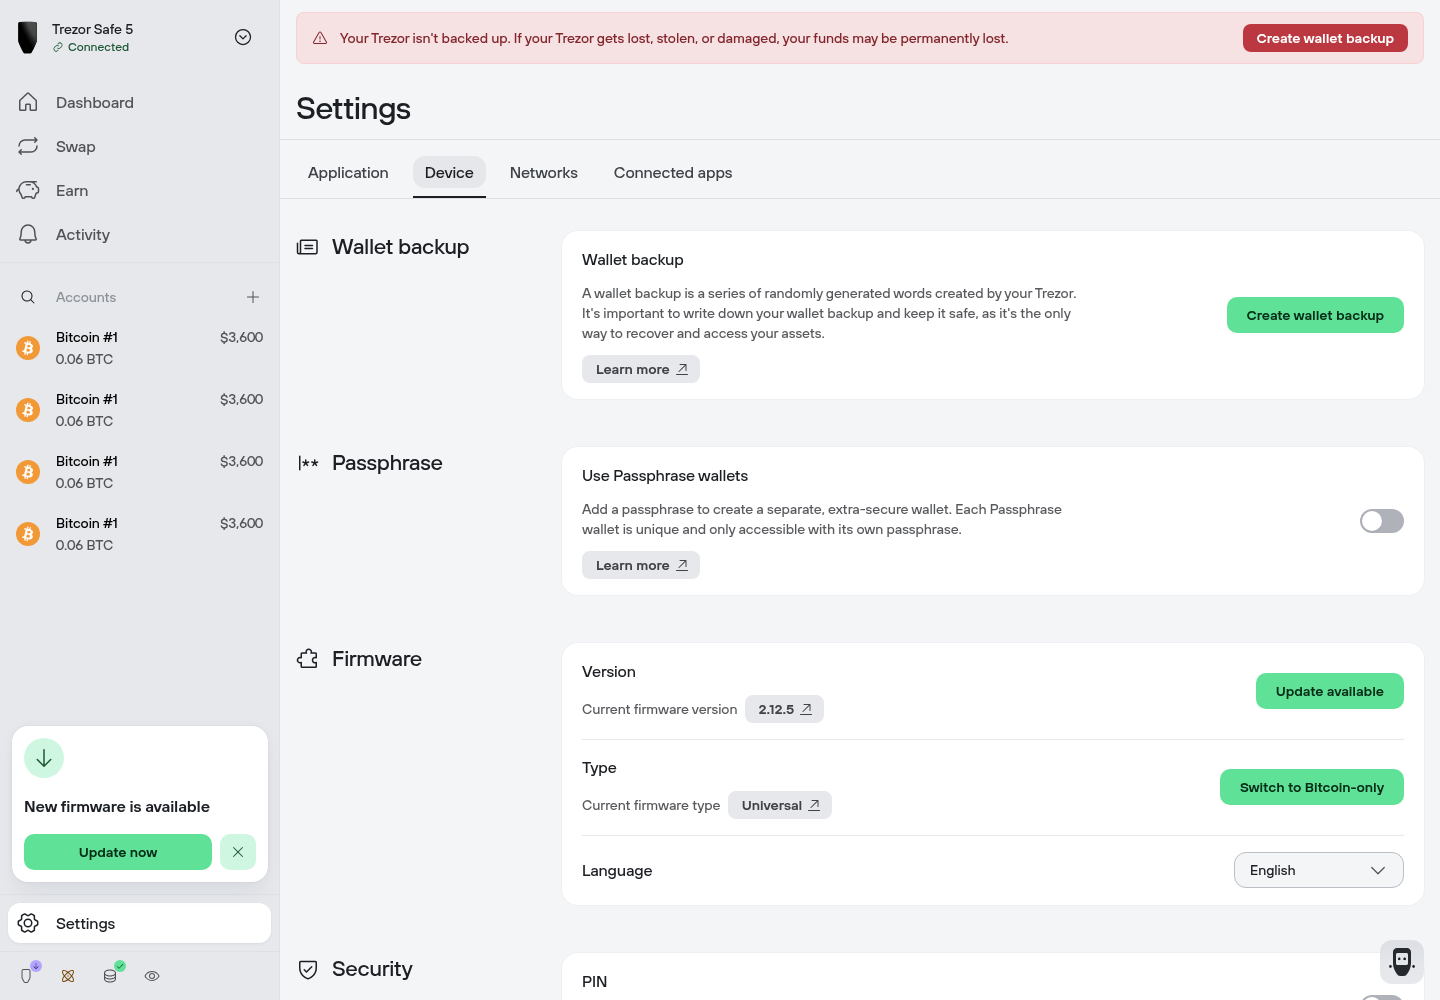 Trezor Safe 5
Connected
Dashboard
Swap
Earn
Activity
Accounts
Bitcoin #1 $3,600
0.06 BTC
Bitcoin #1 $3,600
0.06 BTC
Bitcoin #1 $3,600
0.06 BTC
Bitcoin #1 $3,600
0.06 BTC
New firmware is available
Update now
Settings
Your Trezor isn't backed up. If your Trezor gets lost, stolen, or damaged, your funds may be permanently lost.
Create wallet backup
Settings
Application Device Networks Connected apps
Wallet backup
Wallet backup
A wallet backup is a series of randomly generated words created by your Trezor.
It's important to write down your wallet backup and keep it safe, as it's the only
way to recover and access your assets.
Learn more
Create wallet backup
Passphrase
Use Passphrase wallets
Add a passphrase to create a separate, extra-secure wallet. Each Passphrase
wallet is unique and only accessible with its own passphrase.
Learn more
Firmware
Version
Current firmware version 2.12.5
Update available
Type
Current firmware type Universal
Switch to Bitcoin-only
Language
English
Security
PIN